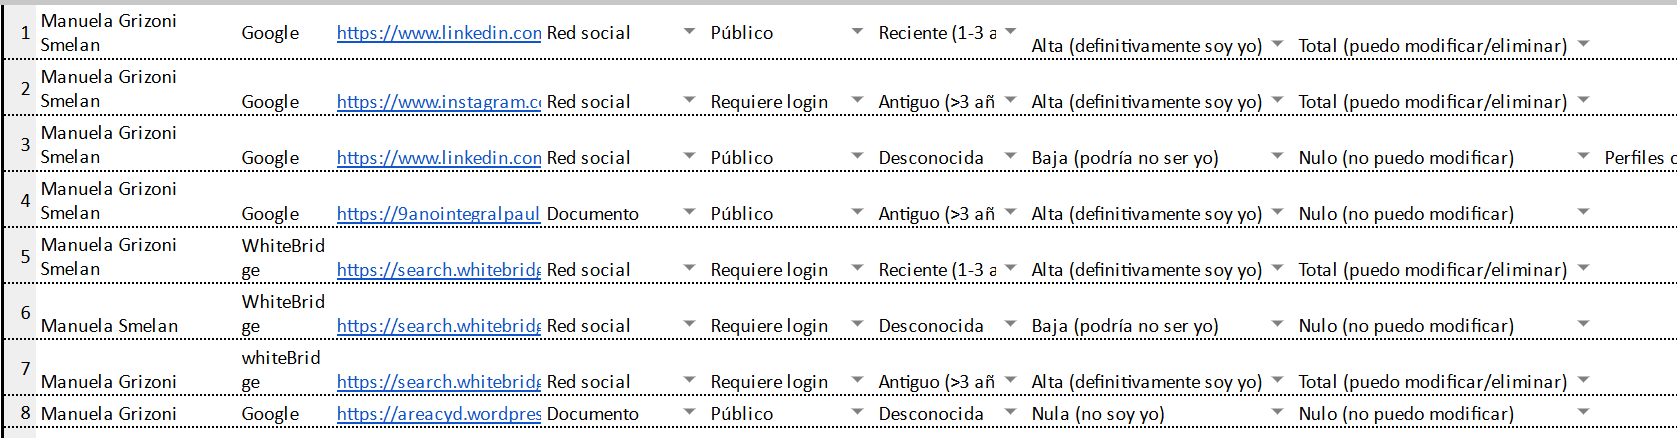 1 Manuela Grizoni Smelan Google https://www.linkedin.com Red social Público Reciente (1-3 a Alta (definitivamente soy yo) Total (puedo modificar/eliminar)
2 Manuela Grizoni Smelan Google https://www.instagram.co Red social Requiere login Antiguo (>3 añ Alta (definitivamente soy yo) Total (puedo modificar/eliminar)
3 Manuela Grizoni Smelan Google https://www.linkedin.com Red social Público Desconocida Baja (podría no ser yo) Nulo (no puedo modificar) Perfiles c
4 Manuela Grizoni Smelan Google https://9anointegralpaul Documento Público Antiguo (>3 añ Alta (definitivamente soy yo) Nulo (no puedo modificar)
5 Manuela Grizoni Smelan WhiteBridge https://search.whitebridg Red social Requiere login Reciente (1-3 a Alta (definitivamente soy yo) Total (puedo modificar/eliminar)
6 Manuela Smelan WhiteBridge https://search.whitebridg Red social Requiere login Desconocida Baja (podría no ser yo) Nulo (no puedo modificar)
7 Manuela Grizoni whiteBridge https://search.whitebridg Red social Requiere login Antiguo (>3 añ Alta (definitivamente soy yo) Total (puedo modificar/eliminar)
8 Manuela Grizoni Google https://areacyd.wordpres Documento Público Desconocida Nula (no soy yo) Nulo (no puedo modificar)